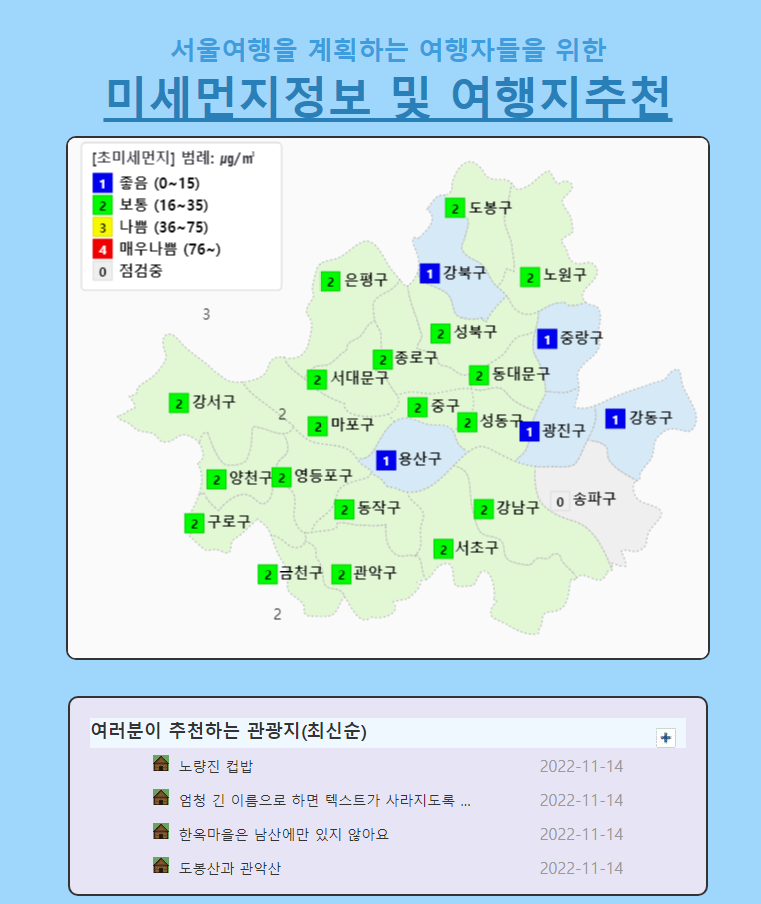 서울여행을 계획하는 여행자들을 위한
미세먼지정보 및 여행지추천
[초미세먼지] 범례: ㎍/㎥
1 좋음 (0~15)
2 보통 (16~35)
3 나쁨 (36~75)
4 매우나쁨 (76~)
0 점검중
2 도봉구
1 강북구
2 노원구
2 은평구
3
2 성북구
1 중랑구
2 종로구
2 서대문구
2 동대문구
2 강서구
2
2 중구
2 마포구
2 성동구
1 광진구
1 강동구
1 용산구
2 양천구
2 영등포구
0 송파구
2 동작구
2 강남구
2 구로구
2 서초구
2 금천구
2 관악구
2
여러분이 추천하는 관광지(최신순)
노량진 컵밥 2022-11-14
엄청 긴 이름으로 하면 텍스트가 사라지도록 ... 2022-11-14
한옥마을은 남산에만 있지 않아요 2022-11-14
도봉산과 관악산 2022-11-14